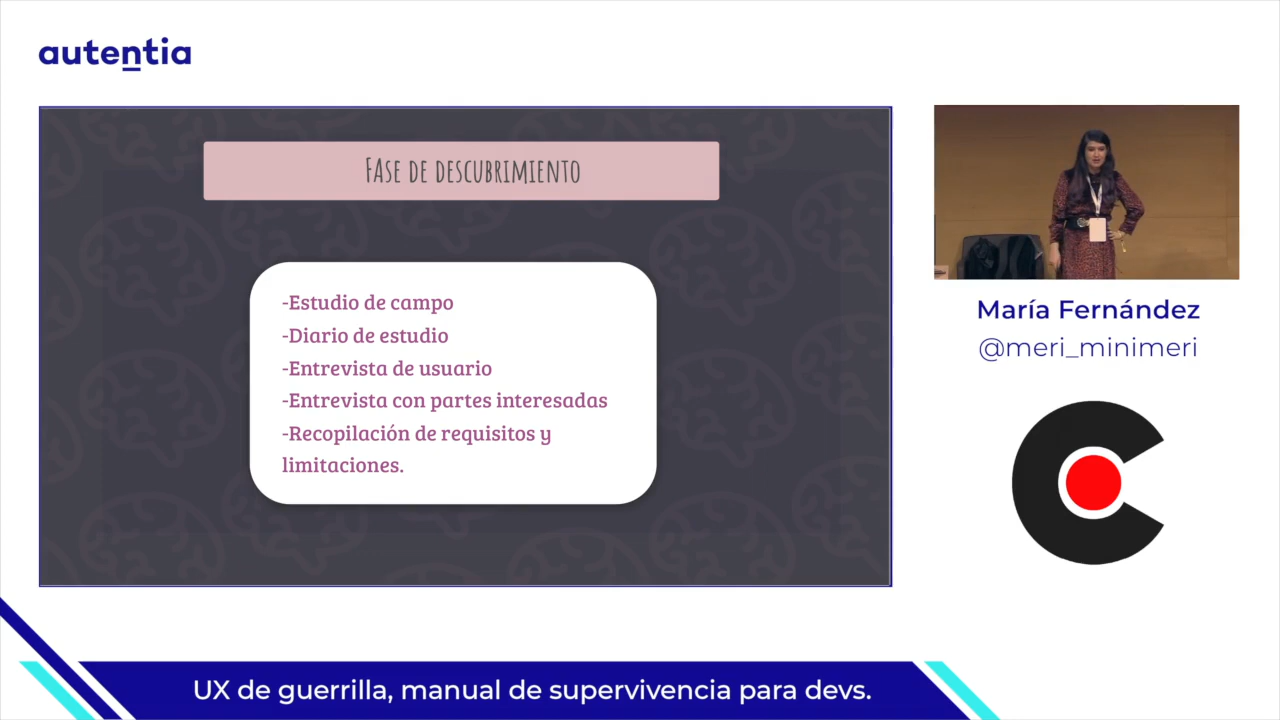 autentia
FASE DE DESCUBRIMIENTO
-Estudio de campo
-Diario de estudio
-Entrevista de usuario
-Entrevista con partes interesadas
-Recopilación de requisitos y
limitaciones.
María Fernández
@meri_minimeri
UX de guerrilla, manual de supervivencia para devs.